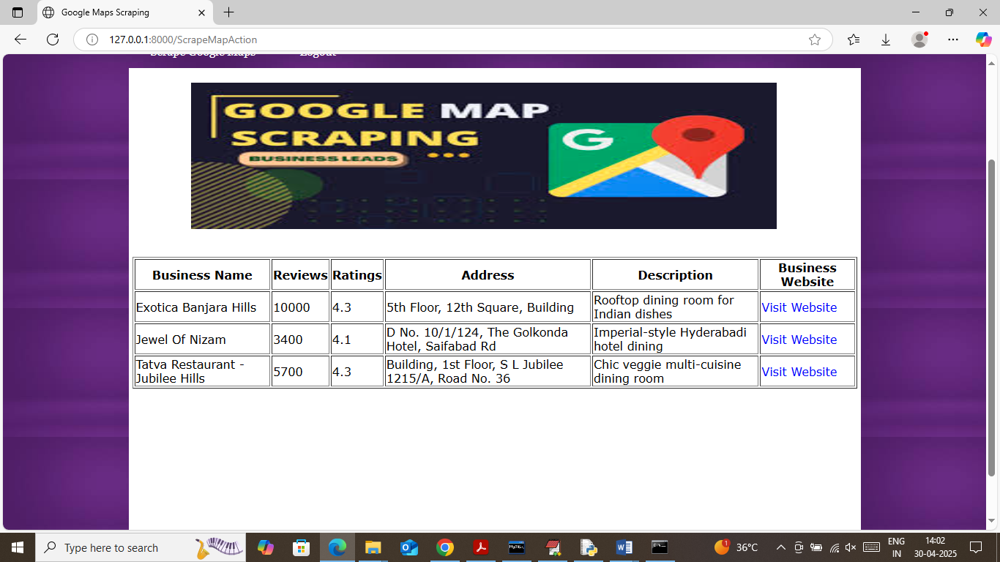 Google Maps Scraping
127.0.0.1:8000/ScrapeMapAction
Scrape Google Maps Logout
GOOGLE MAP
SCRAPING
BUSINESS LEADS
G
Business Name Reviews Ratings Address Description Business Website
Exotica Banjara Hills 10000 4.3 5th Floor, 12th Square, Building Rooftop dining room for Indian dishes Visit Website
Jewel Of Nizam 3400 4.1 D No. 10/1/124, The Golkonda Hotel, Saifabad Rd Imperial-style Hyderabadi hotel dining Visit Website
Tatva Restaurant - Jubilee Hills 5700 4.3 Building, 1st Floor, S L Jubilee 1215/A, Road No. 36 Chic veggie multi-cuisine dining room Visit Website
Type here to search
1
36°C
ENG
IN
14:02
30-04-2025